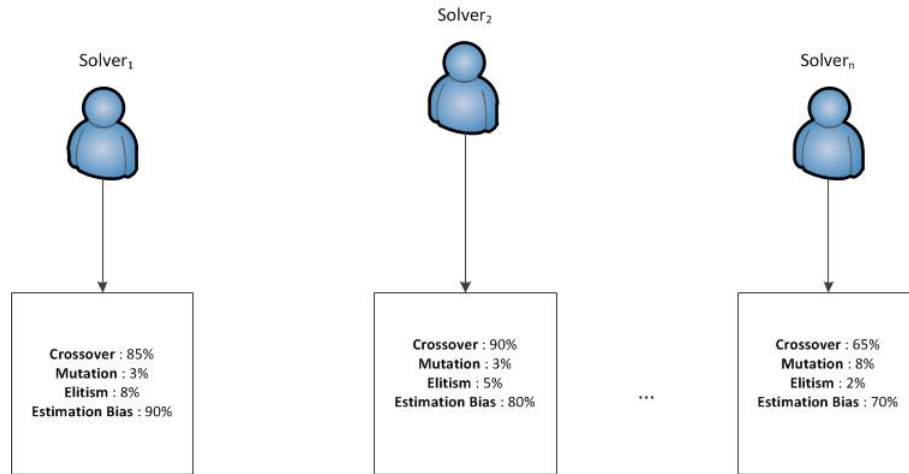 Solver₁
Solver₂
Solverₙ
Crossover : 85%
Mutation : 3%
Elitism : 8%
Estimation Bias : 90%
Crossover : 90%
Mutation : 3%
Elitism : 5%
Estimation Bias : 80%
...
Crossover : 65%
Mutation : 8%
Elitism : 2%
Estimation Bias : 70%